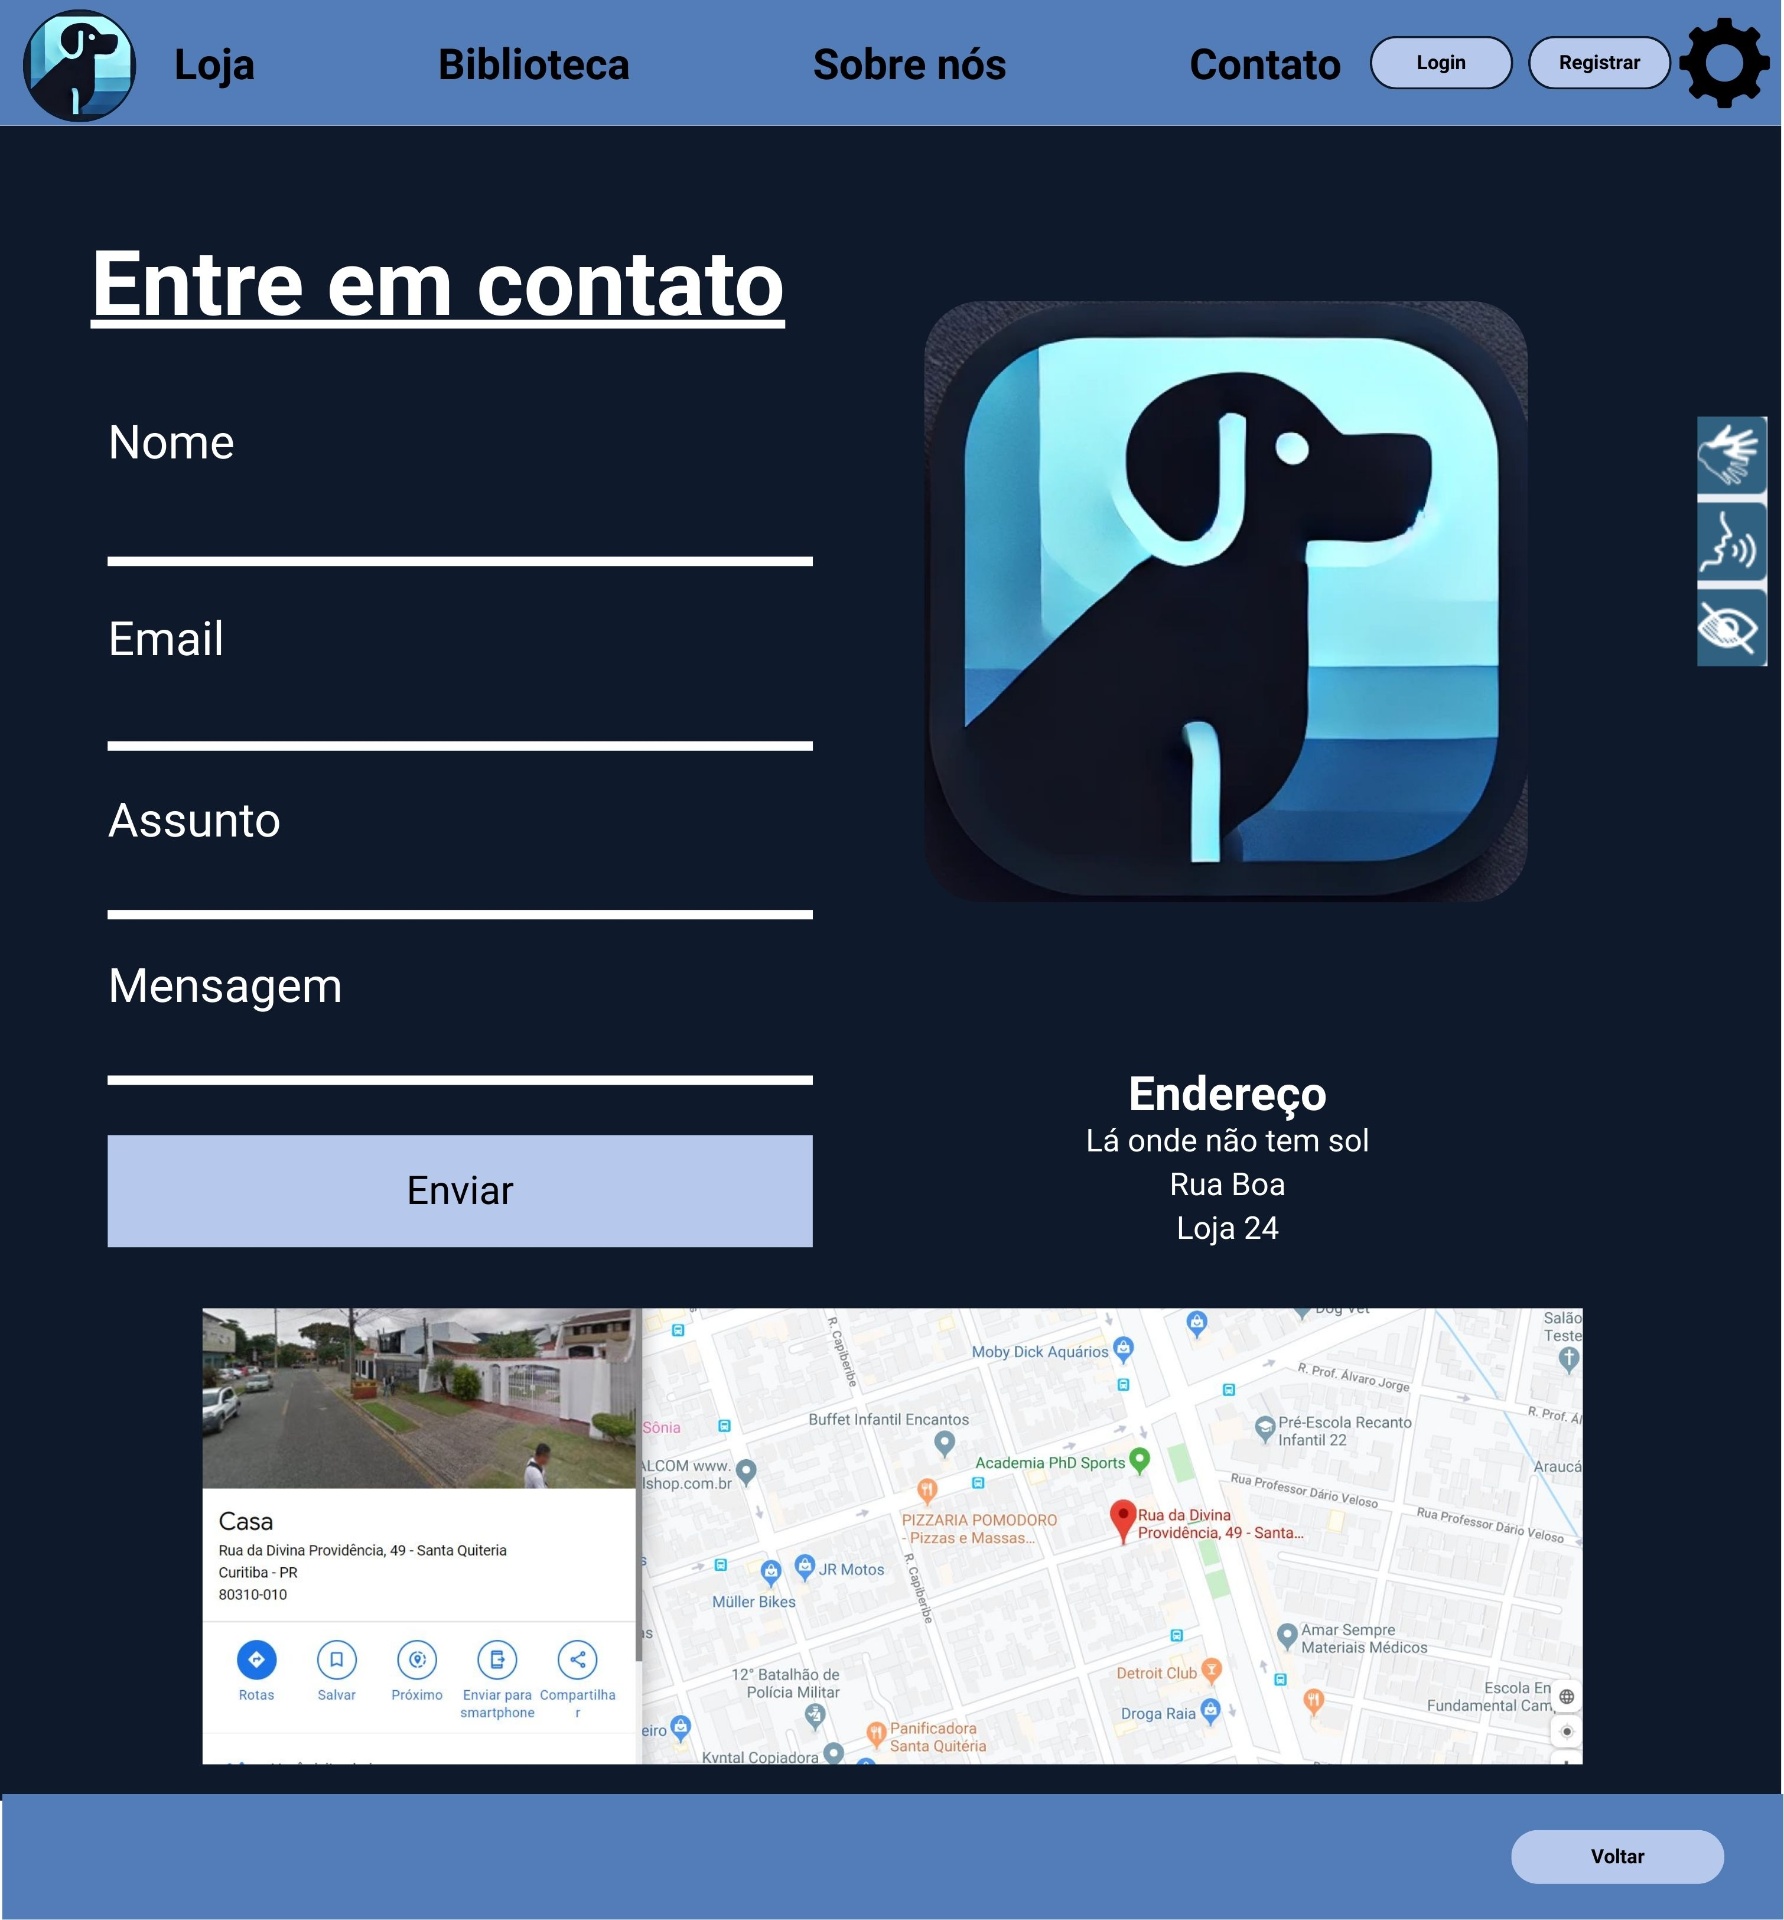 Loja
Biblioteca
Sobre nós
Contato
Login
Registrar
Entre em contato
Nome
Email
Assunto
Mensagem
Enviar
Endereço
Lá onde não tem sol
Rua Boa
Loja 24
Casa
Rua da Divina Providência, 49 - Santa Quiteria
Curitiba - PR
80310-010
Rotas
Salvar
Próximo
Enviar para
smartphone
Compartilha
r
Dog Vet
Salão
Teste
Moby Dick Aquários
R. Capiberibe
R. Prof. Álvaro Jorge
R. Prof. Ál
Sônia
Buffet Infantil Encantos
Pré-Escola Recanto
Infantil 22
ALCOM www.
lshop.com.br
Academia PhD Sports
Araucá
Rua Professor Dário Veloso
Rua Professor Dário Veloso
PIZZARIA POMODORO
- Pizzas e Massas...
Rua da Divina
Providência, 49 - Santa...
R. Capiberibe
JR Motos
Müller Bikes
as
Amar Sempre
Materiais Médicos
12° Batalhão de
Polícia Militar
Detroit Club
Escola En
Fundamental Cam
Droga Raia
eiro
Panificadora
Santa Quitéria
Kyntal Copiadora
Voltar